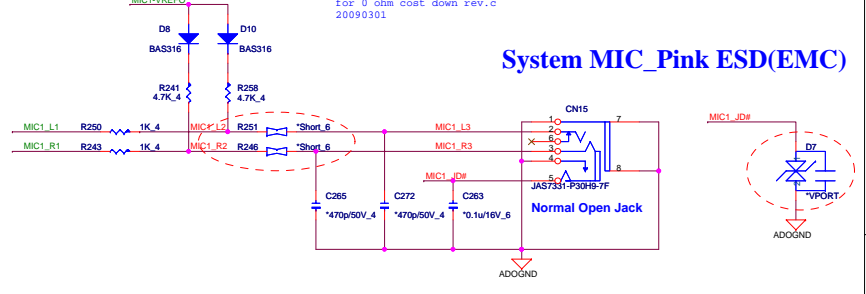 for 0 ohm cost down rev.c
20090301
System MIC_Pink ESD(EMC)
D8
D10
BAS316
BAS316
R241
4.7K_4
R258
4.7K_4
CN15
MIC1_L1
R250
1K_4
MIC1_L2
R251
*Short_6
MIC1_L3
MIC1_R1
R243
1K_4
MIC1_R2
R246
*Short_6
MIC1_R3
MIC1_JD#
1
2
6
3
4
5
7
8
JAS7331-P30H9-7F
Normal Open Jack
C265
*470p/50V_4
C272
*470p/50V_4
C263
*0.1u/16V_6
ADOGND
MIC1_JD#
D7
*VPORT
ADOGND